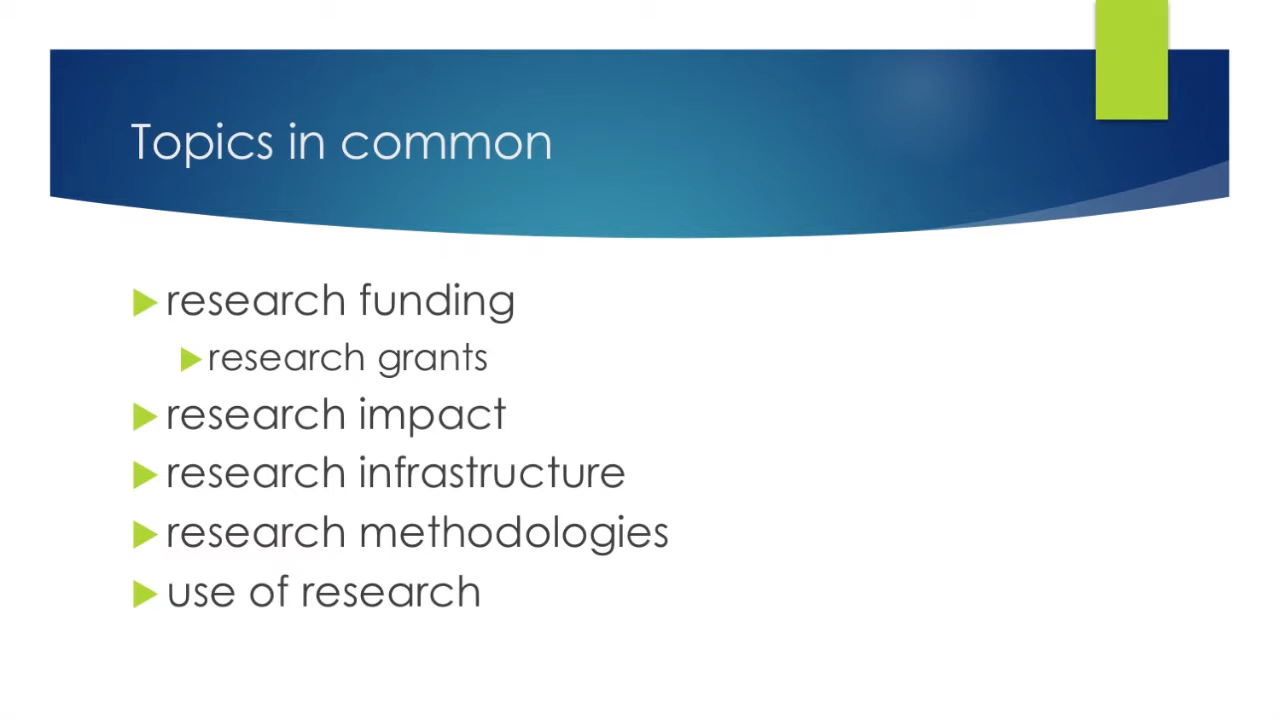 Topics in common
research funding
research grants
research impact
research infrastructure
research methodologies
use of research